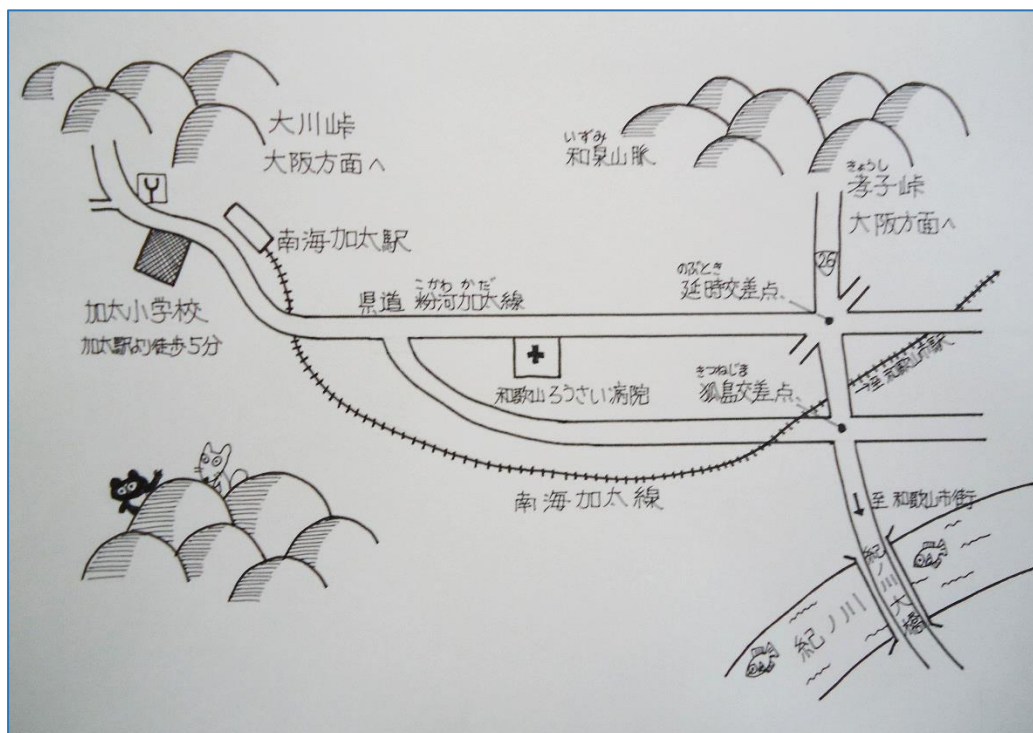 大川峠
大阪方面へ
いずみ
和泉山脈
きょうし
孝子峠
大阪方面へ
26
南海加太駅
のぶとき
延時交差点
こかわ かだ
県道 粉河加太線
加太小学校
加太駅より徒歩5分
和歌山ろうさい病院
きつねじま
狐島交差点
至和歌山市駅
南海加太線
至 和歌山市街
紀ノ川大橋
紀ノ川